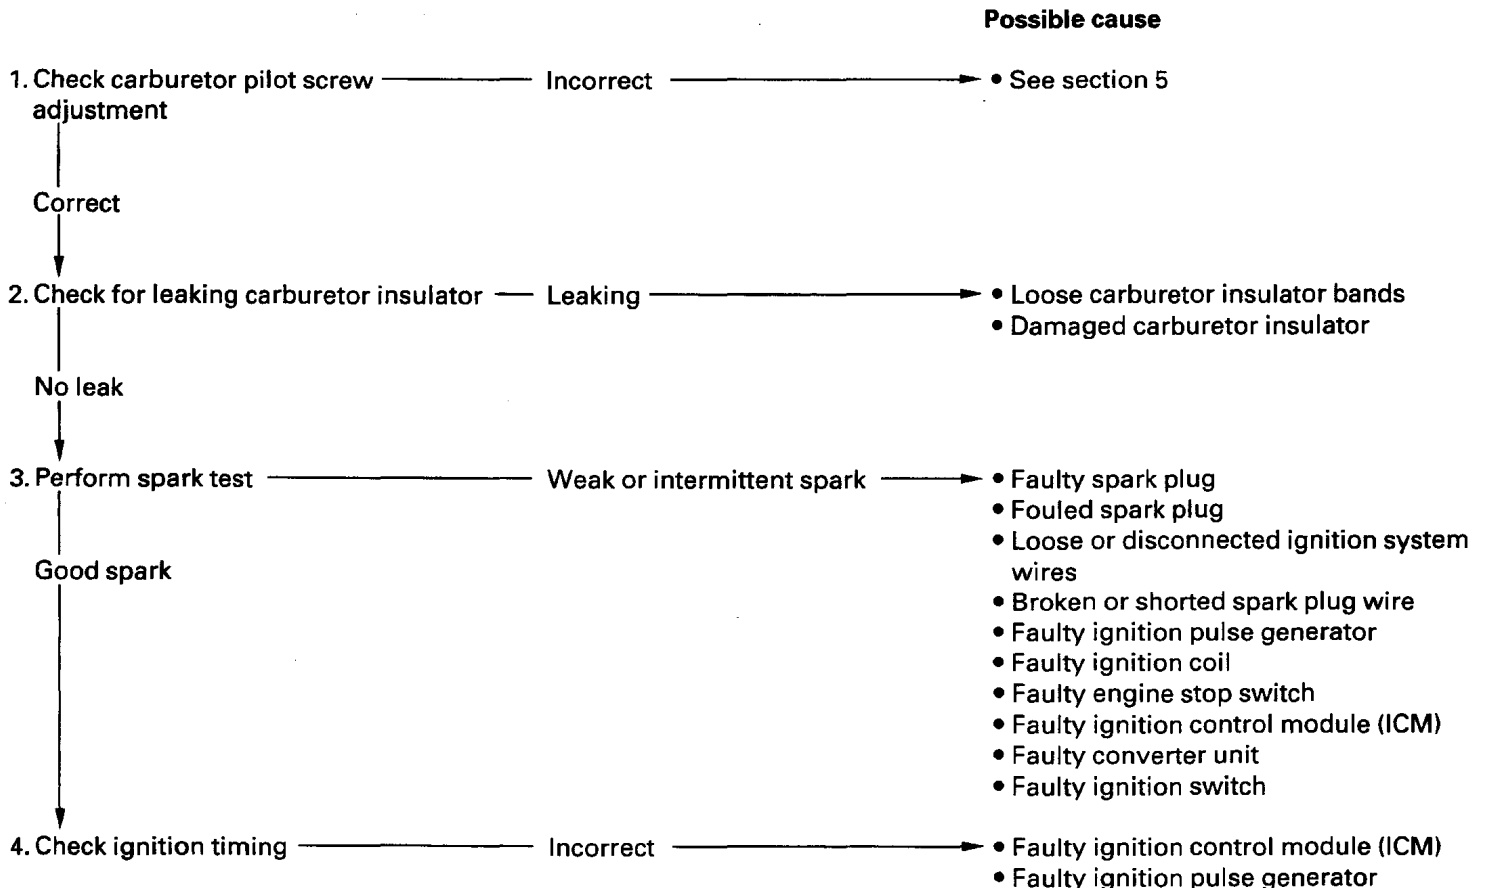 Possible cause
1. Check carburetor pilot screw
adjustment
Incorrect
• See section 5
Correct
2. Check for leaking carburetor insulator
Leaking
• Loose carburetor insulator bands
• Damaged carburetor insulator
No leak
3. Perform spark test
Weak or intermittent spark
• Faulty spark plug
• Fouled spark plug
• Loose or disconnected ignition system
wires
• Broken or shorted spark plug wire
• Faulty ignition pulse generator
• Faulty ignition coil
• Faulty engine stop switch
• Faulty ignition control module (ICM)
• Faulty converter unit
• Faulty ignition switch
Good spark
4. Check ignition timing
Incorrect
• Faulty ignition control module (ICM)
• Faulty ignition pulse generator